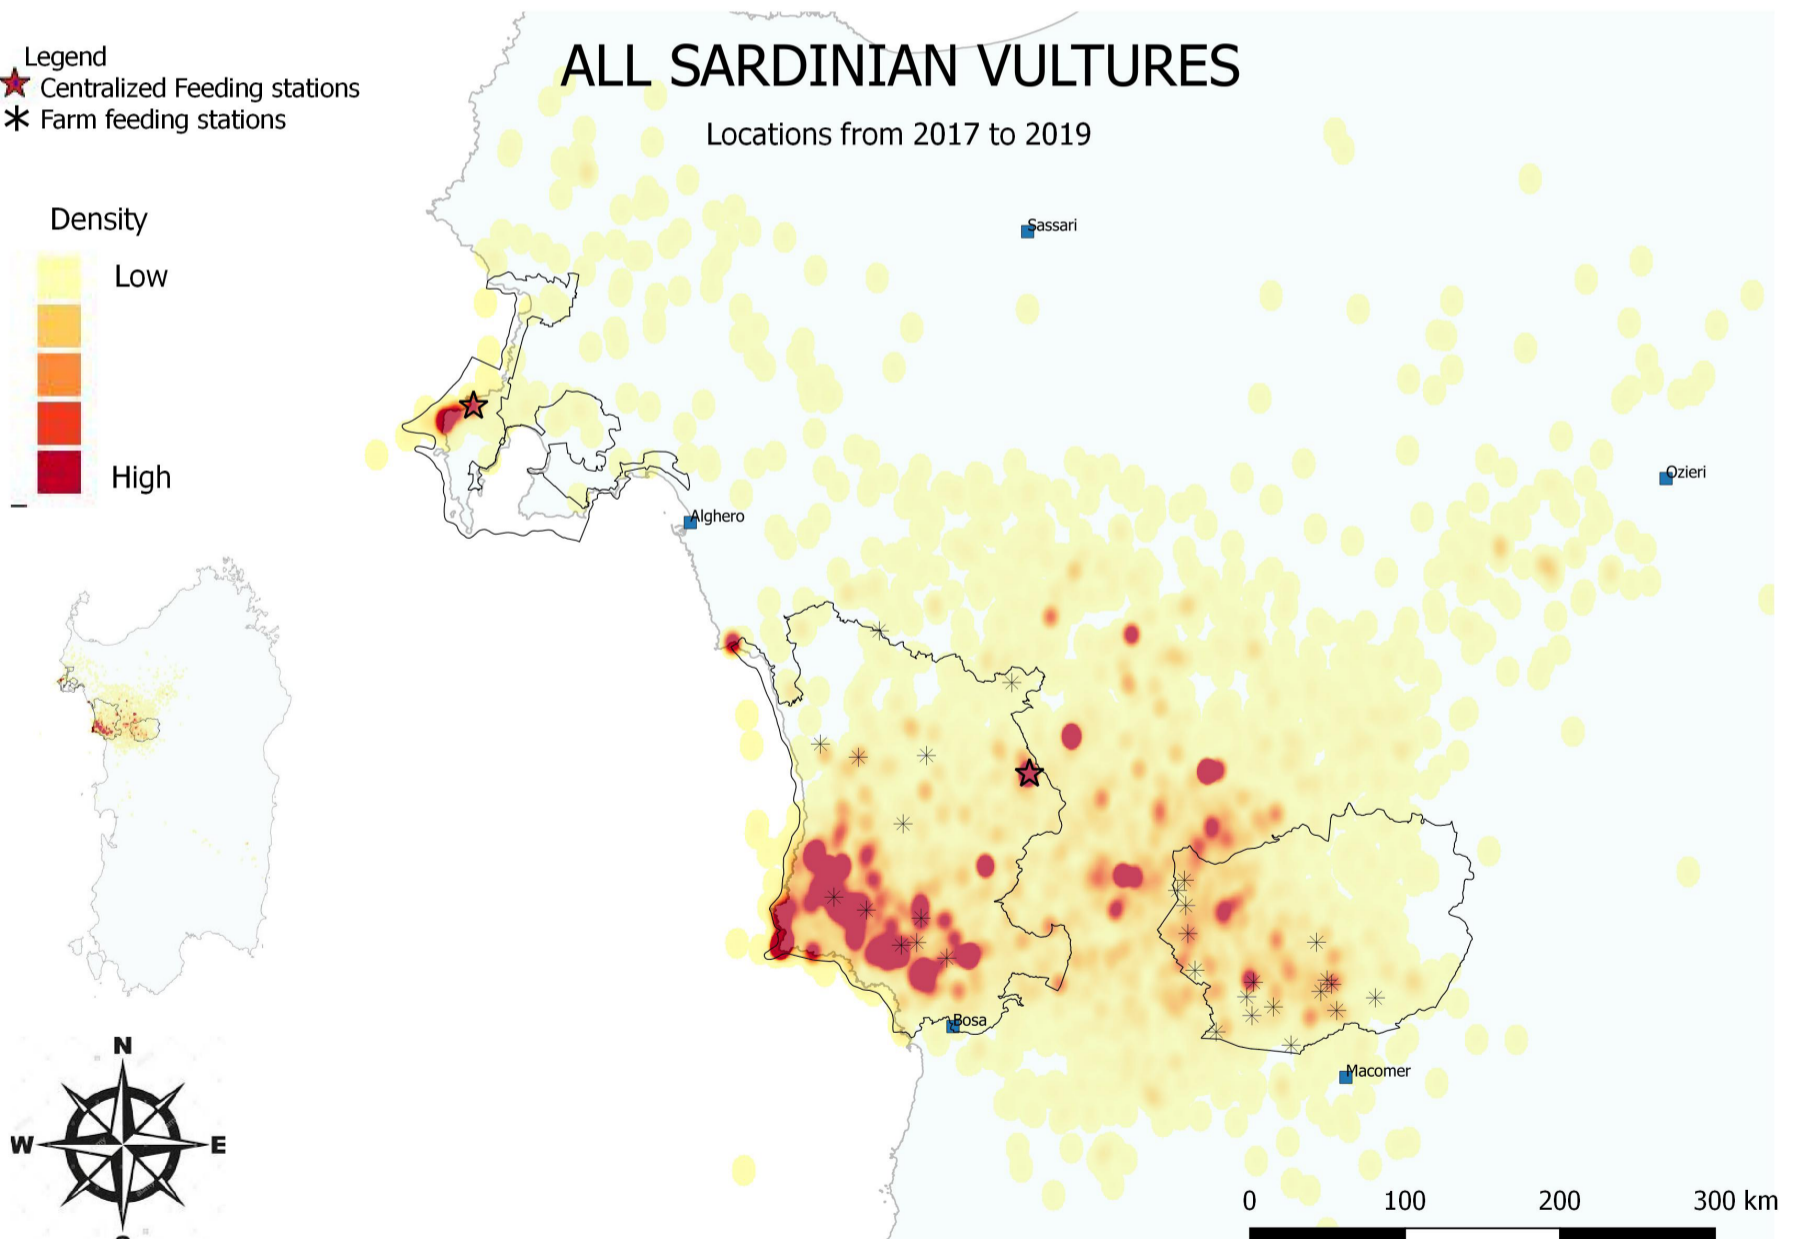 ALL SARDINIAN VULTURES
Locations from 2017 to 2019
Legend
Centralized Feeding stations
Farm feeding stations
Density
Low
High
Sassari
Ozieri
Alghero
Bosa
Macomer
N
W E
0 100 200 300 km